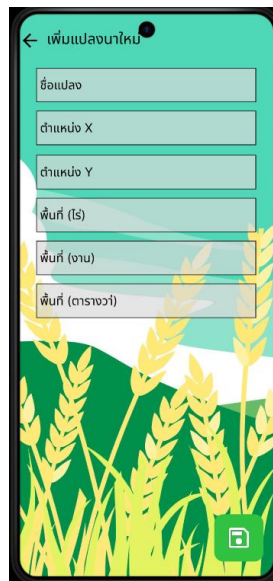 เพิ่มแปลงนาใหม่
ชื่อแปลง
ตำแหน่ง X
ตำแหน่ง Y
พื้นที่ (ไร่)
พื้นที่ (งาน)
พื้นที่ (ตารางวา)